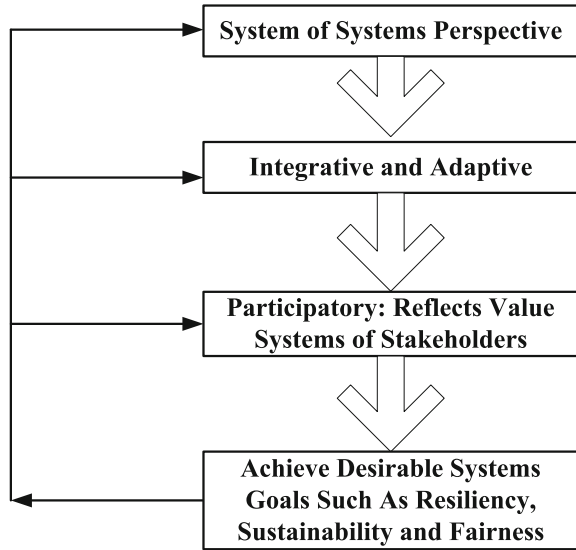 System of Systems Perspective
Integrative and Adaptive
Participatory: Reflects Value
Systems of Stakeholders
Achieve Desirable Systems
Goals Such As Resiliency,
Sustainability and Fairness